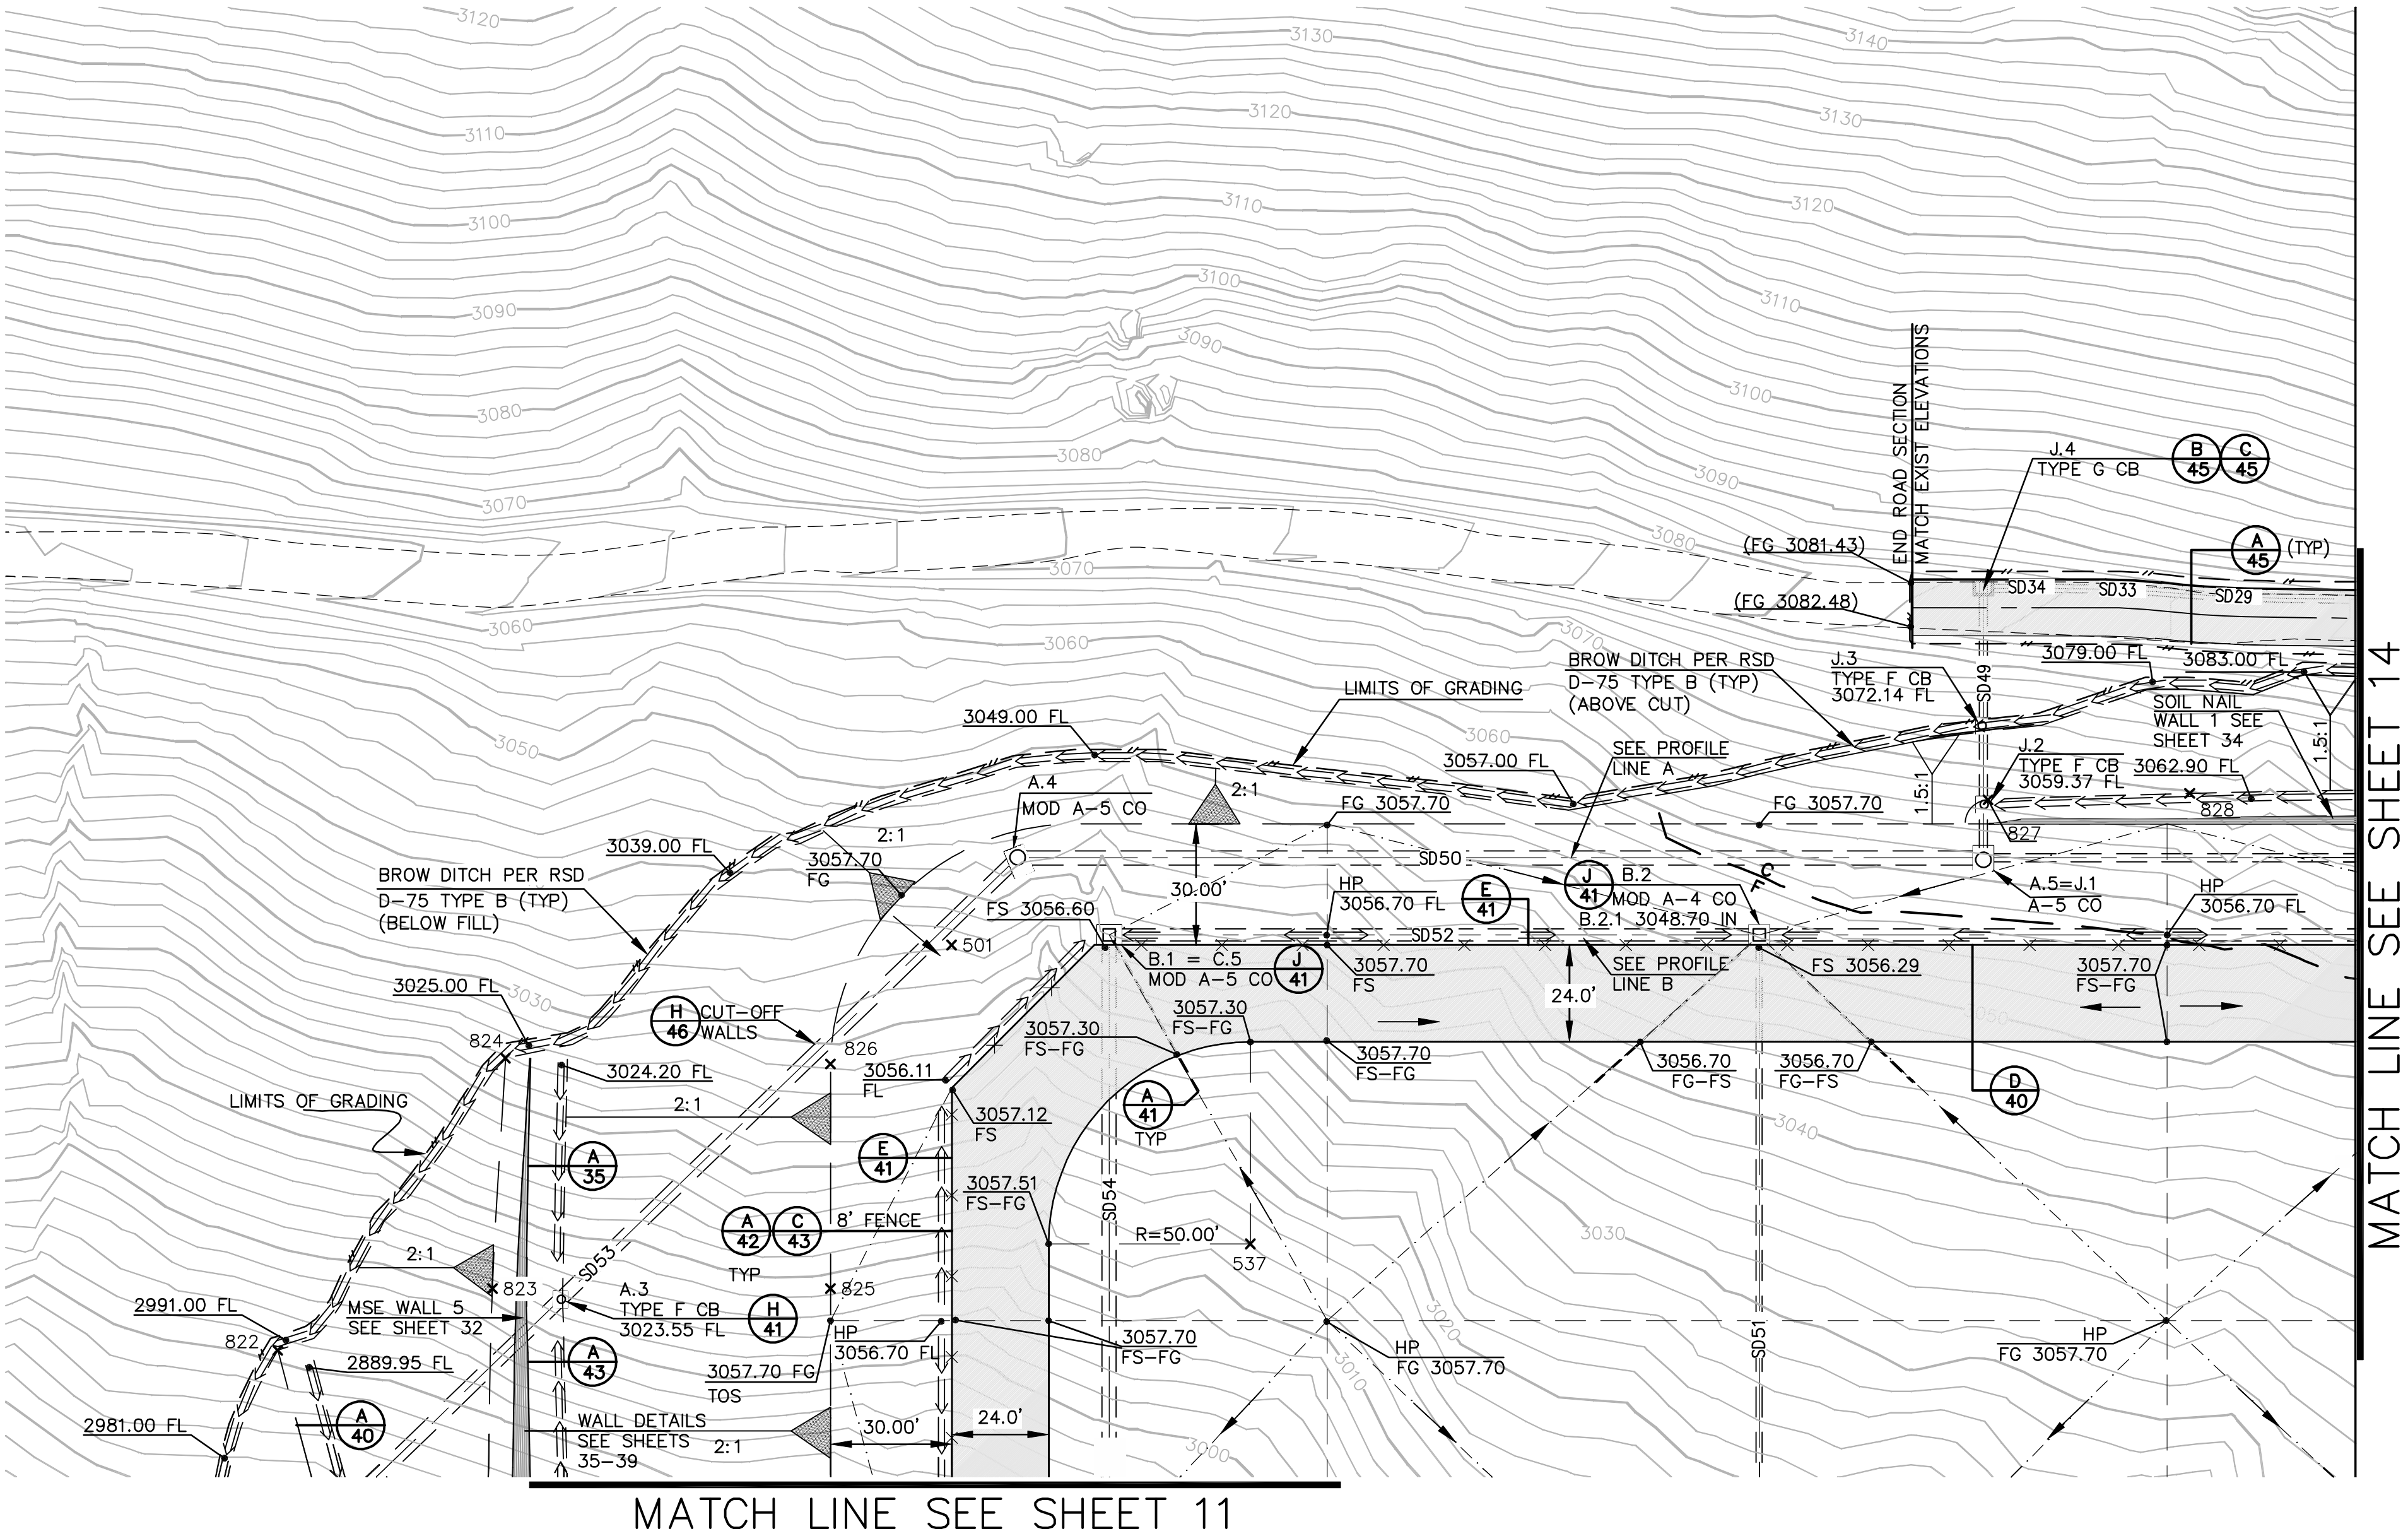 3120
3130
3140
3110
3120
3130
3100
3110
3120
3090
3100
3110
3090
3080
3100
3080
3090
3070
3080
3070
3060
3060
3070
3050
3060
3030
3050
3040
3030
3020
3010
3000
END ROAD SECTION
MATCH EXIST ELEVATIONS
J.4
TYPE G CB
B
45
C
45
A
45
(TYP)
(FG 3081.43)
(FG 3082.48)
SD34
SD33
SD29
3079.00 FL
3083.00 FL
BROW DITCH PER RSD
D-75 TYPE B (TYP)
(ABOVE CUT)
J.3
TYPE F CB
3072.14 FL
SD49
SOIL NAIL
WALL 1 SEE
SHEET 34
1.5:1
LIMITS OF GRADING
3049.00 FL
3057.00 FL
SEE PROFILE
LINE A
J.2
TYPE F CB
3059.37 FL
3062.90 FL
828
827
1.5:1
A.4
MOD A-5 CO
2:1
FG 3057.70
FG 3057.70
2:1
3039.00 FL
3057.70
FG
SD50
C
F
A.5=J.1
A-5 CO
BROW DITCH PER RSD
D-75 TYPE B (TYP)
(BELOW FILL)
30.00'
HP
3056.70 FL
E
41
J
41
B.2
MOD A-4 CO
B.2.1 3048.70 IN
HP
3056.70 FL
FS 3056.60
501
SD52
B.1 = C.5
MOD A-5 CO
J
41
3057.70
FS
SEE PROFILE
LINE B
FS 3056.29
3057.70
FS-FG
24.0'
3025.00 FL
H
46
CUT-OFF
WALLS
3057.30
FS-FG
3057.30
FS-FG
824
826
3024.20 FL
3056.11
FL
3057.70
FS-FG
3056.70
FG-FS
3056.70
FG-FS
D
40
LIMITS OF GRADING
2:1
3057.12
FS
A
41
TYP
A
35
E
41
3057.51
FS-FG
SD54
A
42
C
43
8' FENCE
TYP
R=50.00'
537
2:1
SD53
823
825
2991.00 FL
MSE WALL 5
SEE SHEET 32
A.3
TYPE F CB
3023.55 FL
H
41
HP
3056.70 FL
3057.70
FS-FG
HP
FG 3057.70
SD51
HP
FG 3057.70
822
2889.95 FL
A
43
3057.70 FG
TOS
2981.00 FL
A
40
WALL DETAILS
SEE SHEETS
35-39
2:1
30.00'
24.0'
MATCH LINE SEE SHEET 11
MATCH LINE SEE SHEET 14